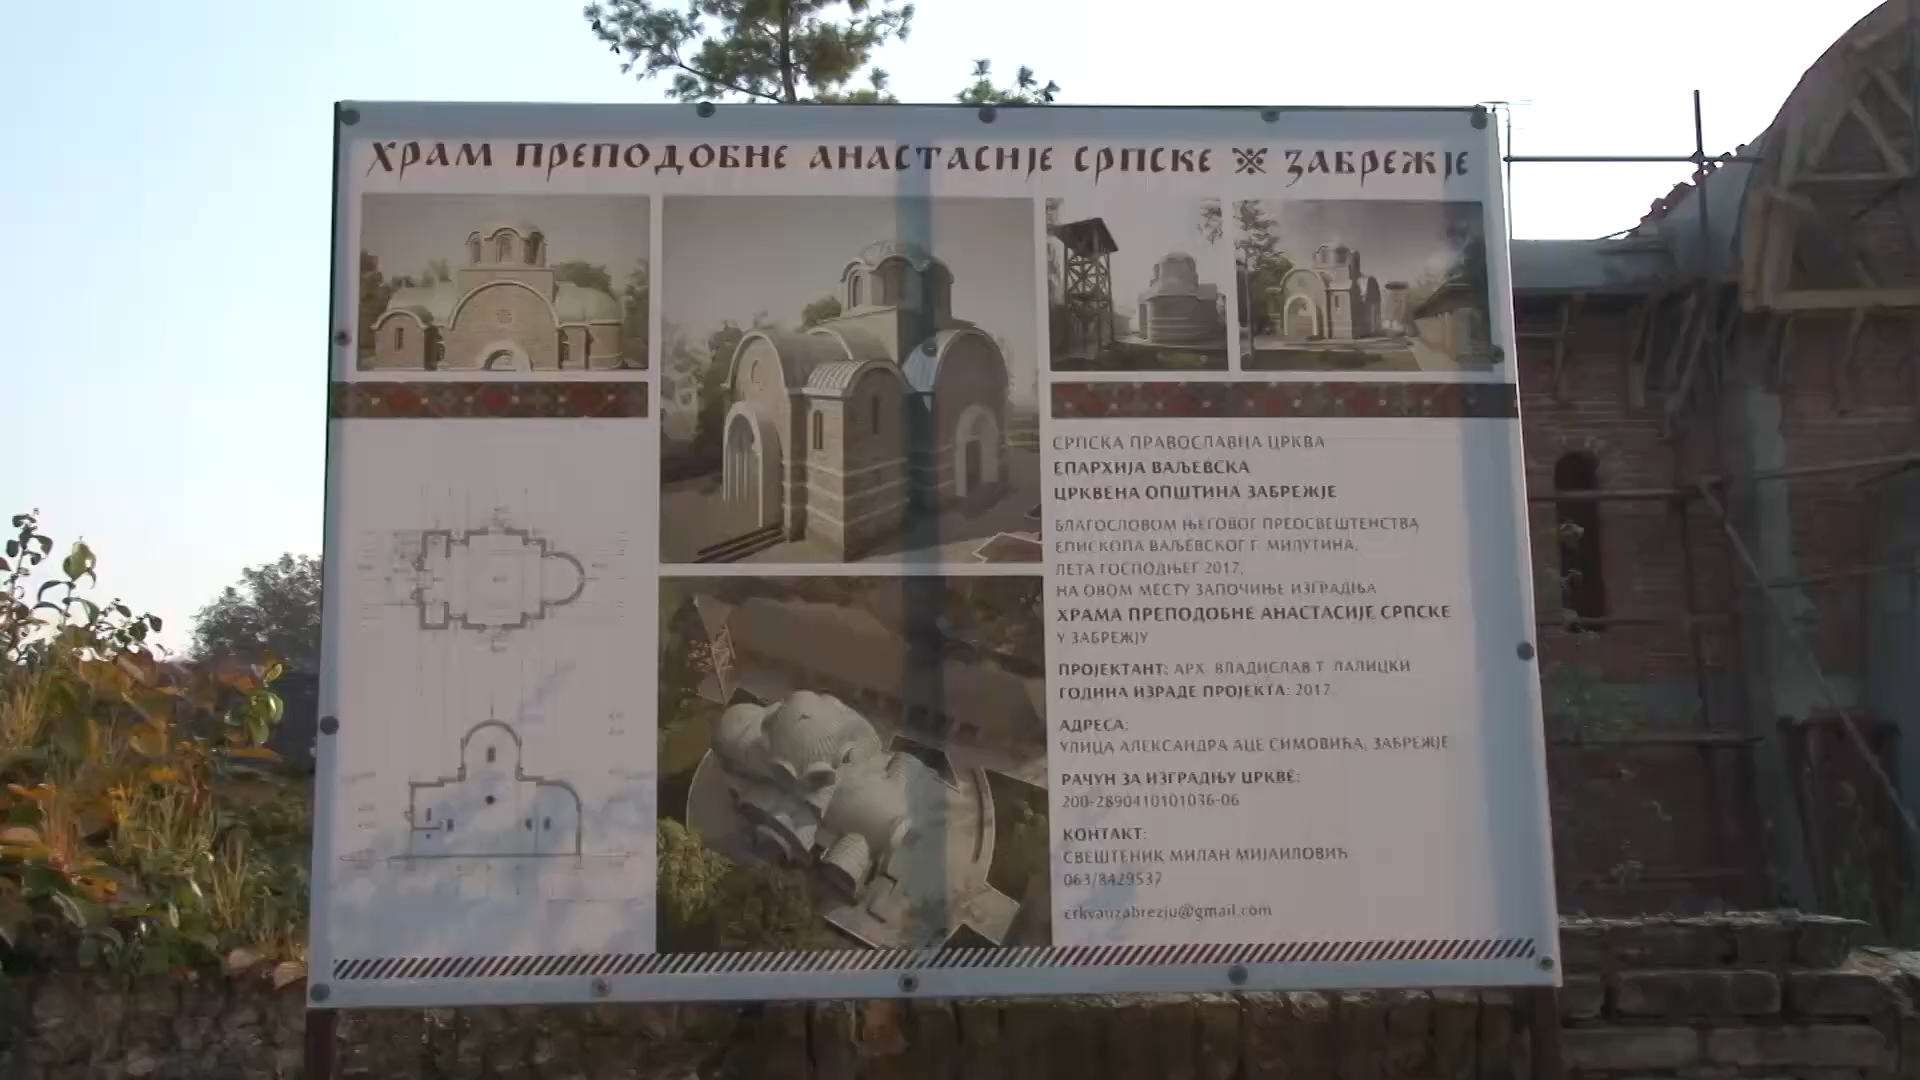 ХРАМ ПРЕПОДОБНЕ АНАСТАСИЈЕ СРПСКЕ ※ ЗАБРЕЖЈЕ
СРПСКА ПРАВОСЛАВНА ЦРКВА
ЕПАРХИЈА ВАЉЕВСКА
ЦРКВЕНА ОПШТИНА ЗАБРЕЖЈЕ
БЛАГОСЛОВОМ ЊЕГОВОГ ПРЕОСВЕШТЕНСТВА
ЕПИСКОПА ВАЉЕВСКОГ Г. МИЛУТИНА,
ЛЕТА ГОСПОДЊЕГ 2017,
НА ОВОМ МЕСТУ ЗАПОЧИЊЕ ИЗГРАДЊА
ХРАМА ПРЕПОДОБНЕ АНАСТАСИЈЕ СРПСКЕ
У ЗАБРЕЖЈУ
ПРОЈЕКТАНТ: АРХ. ВЛАДИСЛАВ Т. ЛАЛИЦКИ
ГОДИНА ИЗРАДЕ ПРОЈЕКТА: 2017.
АДРЕСА:
УЛИЦА АЛЕКСАНДРА АЦЕ СИМОВИЋА, ЗАБРЕЖЈЕ
РАЧУН ЗА ИЗГРАДЊУ ЦРКВЕ:
200-2890410101036-06
КОНТАКТ:
СВЕШТЕНИК МИЛАН МИЈАИЛОВИЋ
063/8429537
crkvauzabrezju@gmail.com